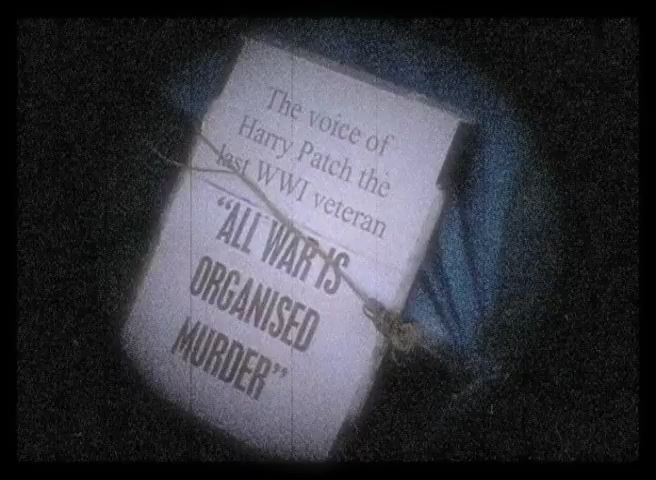 The voice of
Harry Patch the
last WWI veteran
"ALL WAR IS
ORGANISED
MURDER"